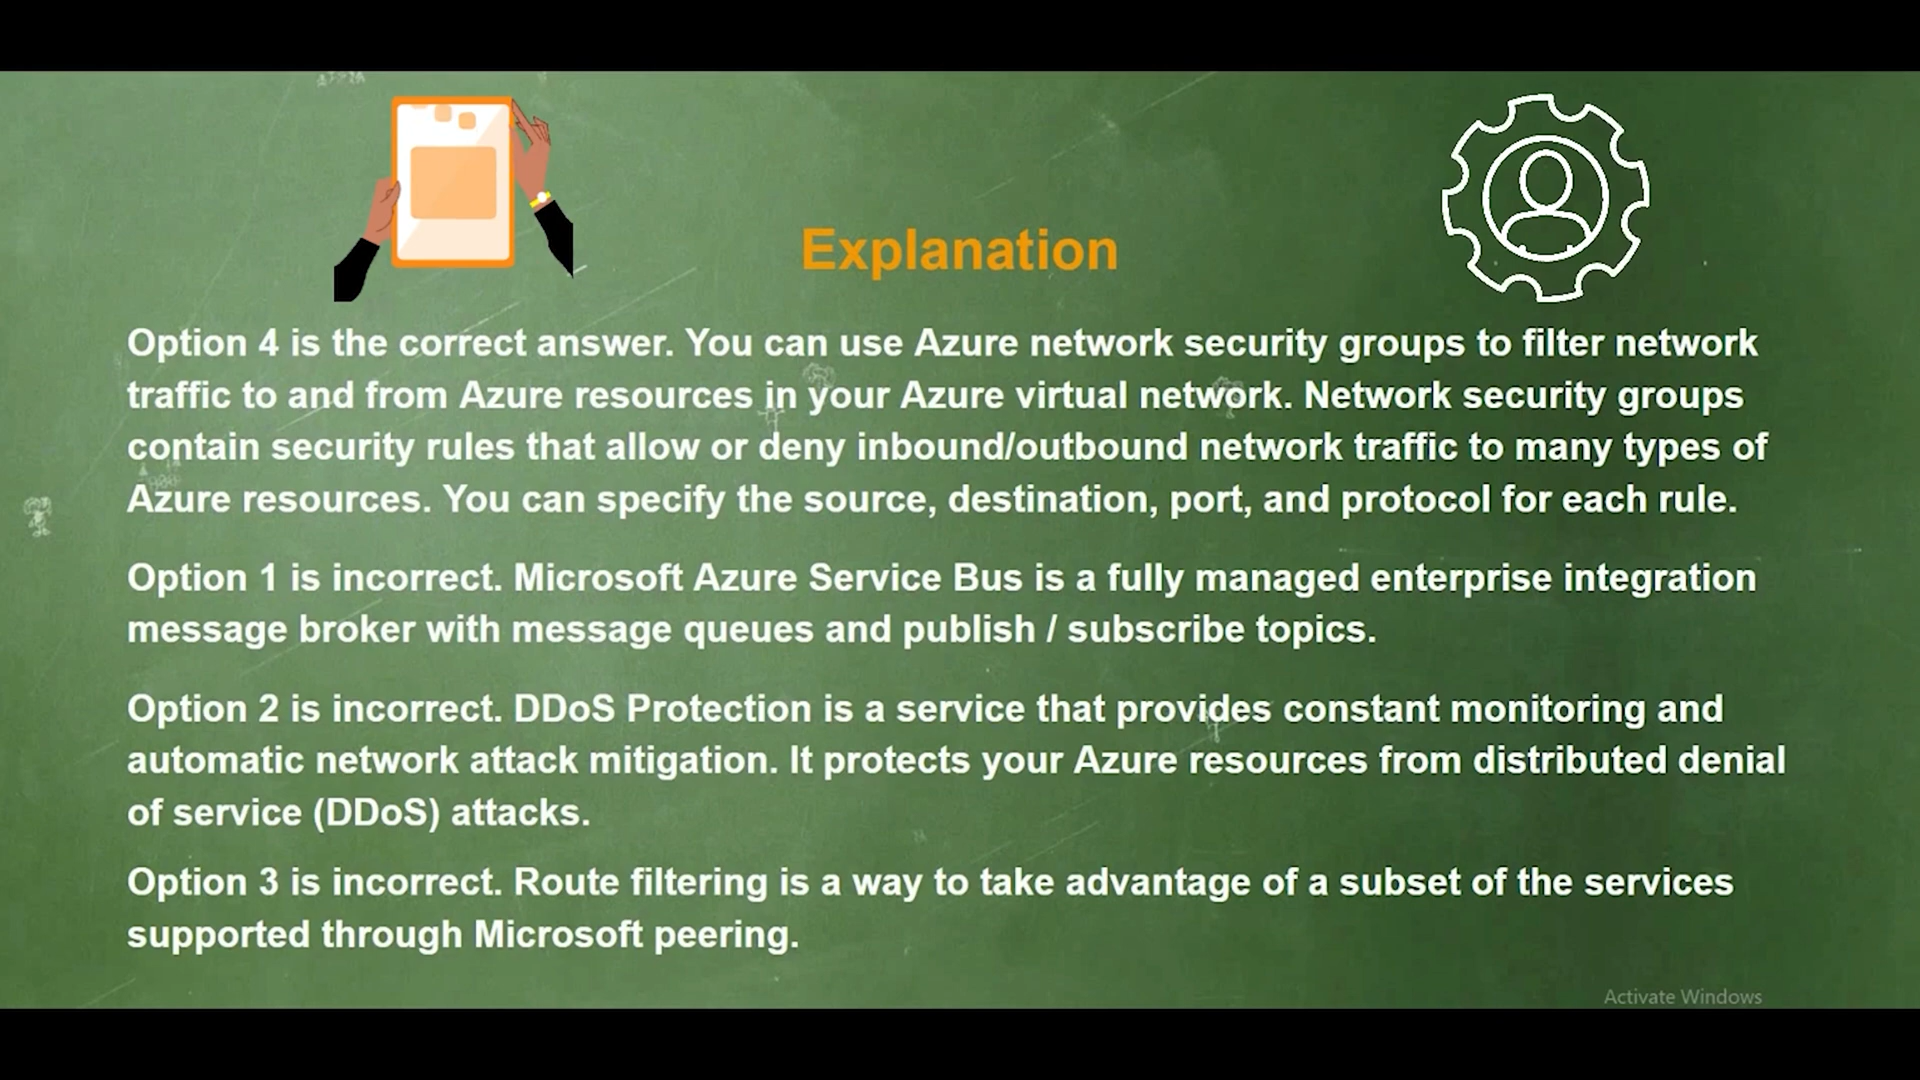 Explanation
Option 4 is the correct answer. You can use Azure network security groups to filter network
traffic to and from Azure resources in your Azure virtual network. Network security groups
contain security rules that allow or deny inbound/outbound network traffic to many types of
Azure resources. You can specify the source, destination, port, and protocol for each rule.
Option 1 is incorrect. Microsoft Azure Service Bus is a fully managed enterprise integration
message broker with message queues and publish / subscribe topics.
Option 2 is incorrect. DDoS Protection is a service that provides constant monitoring and
automatic network attack mitigation. It protects your Azure resources from distributed denial
of service (DDoS) attacks.
Option 3 is incorrect. Route filtering is a way to take advantage of a subset of the services
supported through Microsoft peering.
Activate Windows